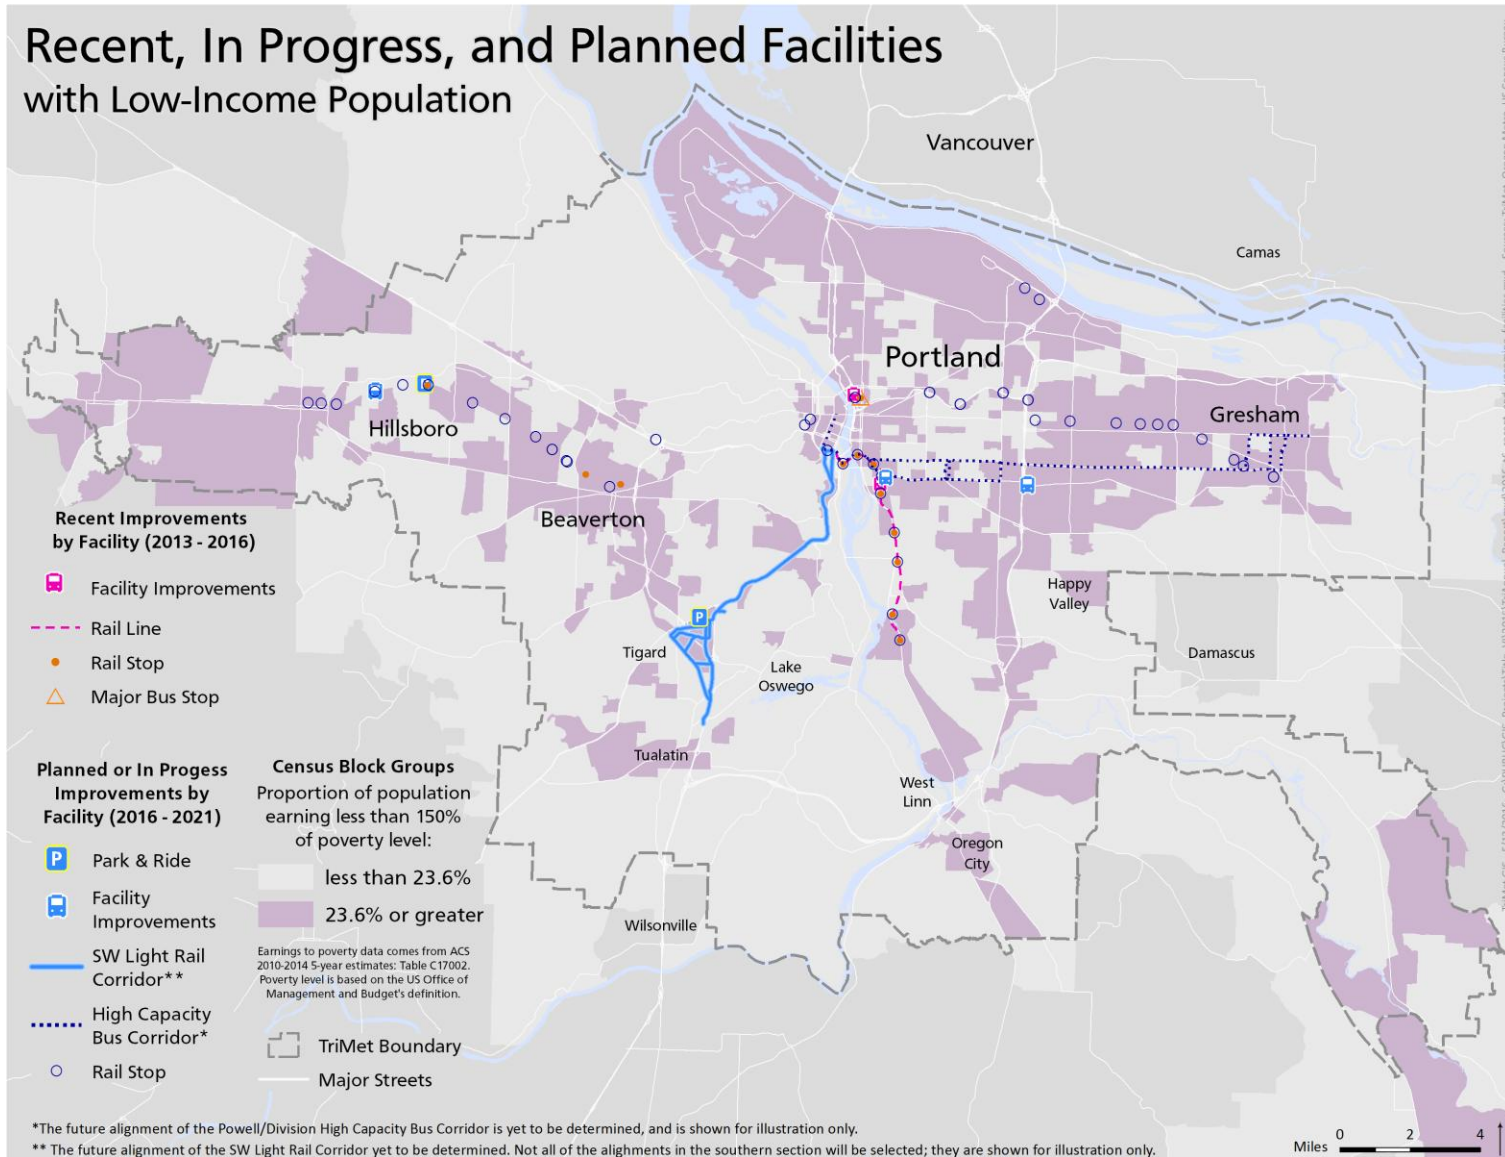 Recent, In Progress, and Planned Facilities
with Low-Income Population
Vancouver
Camas
Portland
Gresham
Hillsboro
Beaverton
Happy
Valley
Tigard
Lake
Oswego
Damascus
Tualatin
West
Linn
Oregon
City
Wilsonville
Recent Improvements
by Facility (2013 - 2016)
Facility Improvements
Rail Line
Rail Stop
Major Bus Stop
Planned or In Progess
Improvements by
Facility (2016 - 2021)
P Park & Ride
Facility
Improvements
SW Light Rail
Corridor**
High Capacity
Bus Corridor*
Rail Stop
Census Block Groups
Proportion of population
earning less than 150%
of poverty level:
less than 23.6%
23.6% or greater
Earnings to poverty data comes from ACS
2010-2014 5-year estimates: Table C17002.
Poverty level is based on the US Office of
Management and Budget's definition.
TriMet Boundary
Major Streets
P
*The future alignment of the Powell/Division High Capacity Bus Corridor is yet to be determined, and is shown for illustration only.
** The future alignment of the SW Light Rail Corridor yet to be determined. Not all of the alighments in the southern section will be selected; they are shown for illustration only.
Miles 0 2 4